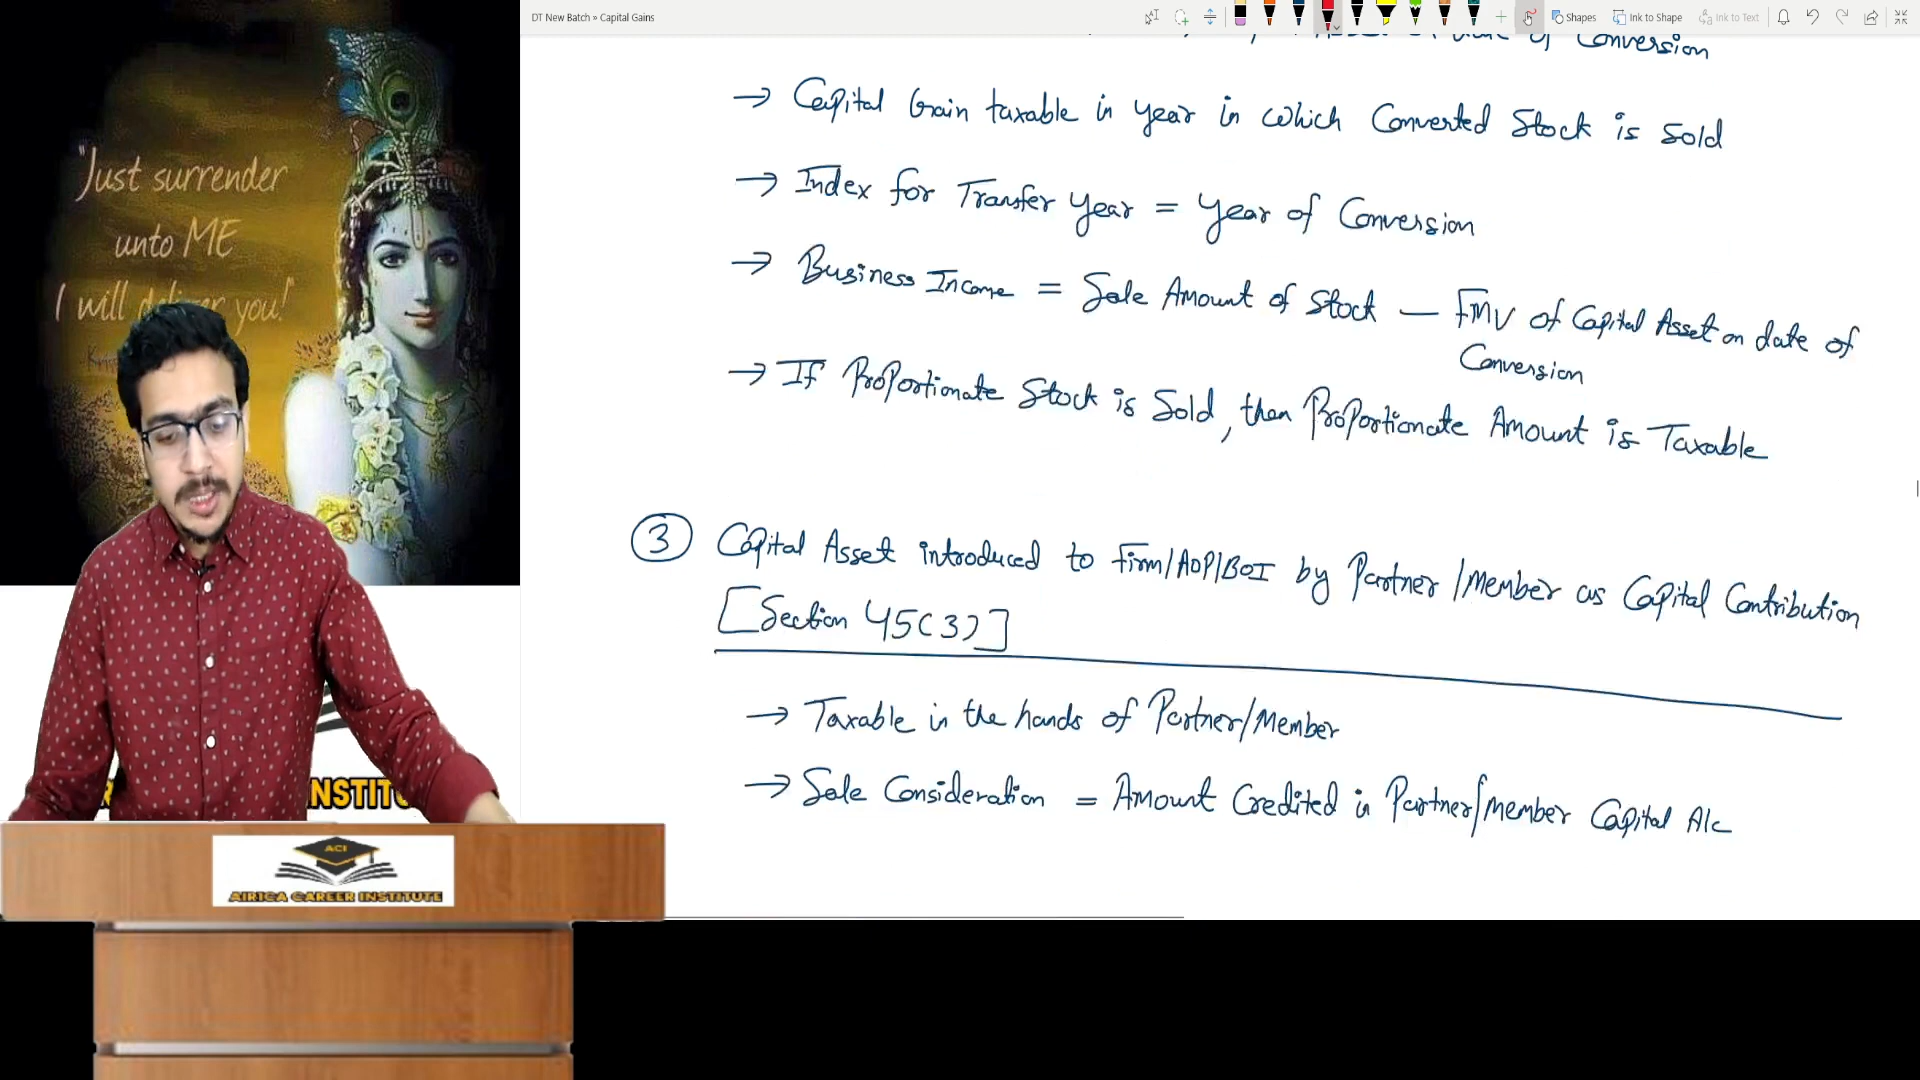 DT New Batch » Capital Gains
Shapes
Ink to Shape
Ink to Text
of Conversion
→ Capital Gain taxable in year in which Converted Stock is Sold
→ Index for Transfer Year = Year of Conversion
→ Business Income = Sale Amount of Stock — FMV of Capital Asset on date of
Conversion
→ If Proportionate Stock is Sold, then Proportionate Amount is Taxable
③ Capital Asset introduced to Firm/AOP/BOI by Partner/Member as Capital Contribution
[Section 45(3)]
→ Taxable in the hands of Partner/Member
→ Sale Consideration = Amount Credited in Partner/Member Capital A/c
"Just surrender
unto ME
I will deliver you!"
NSTIT
ACI
AIRICA CAREER INSTITUTE